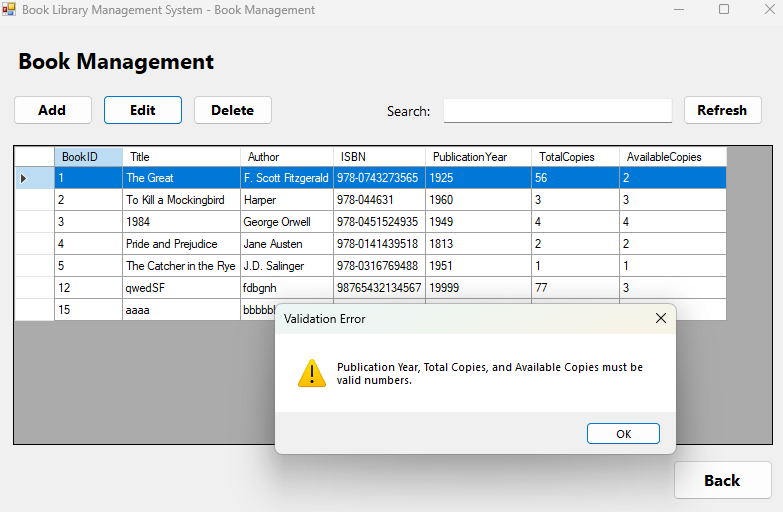 Book Library Management System - Book Management
Book Management
Add Edit Delete Search: Refresh
BookID Title Author ISBN PublicationYear TotalCopies AvailableCopies
1 The Great F. Scott Fitzgerald 978-0743273565 1925 56 2
2 To Kill a Mockingbird Harper 978-044631 1960 3 3
3 1984 George Orwell 978-0451524935 1949 4 4
4 Pride and Prejudice Jane Austen 978-0141439518 1813 2 2
5 The Catcher in the Rye J.D. Salinger 978-0316769488 1951 1 1
12 qwedSF fdbgnh 98765432134567 19999 77 3
15 aaaa
Validation Error
Publication Year, Total Copies, and Available Copies must be
valid numbers.
OK
Back